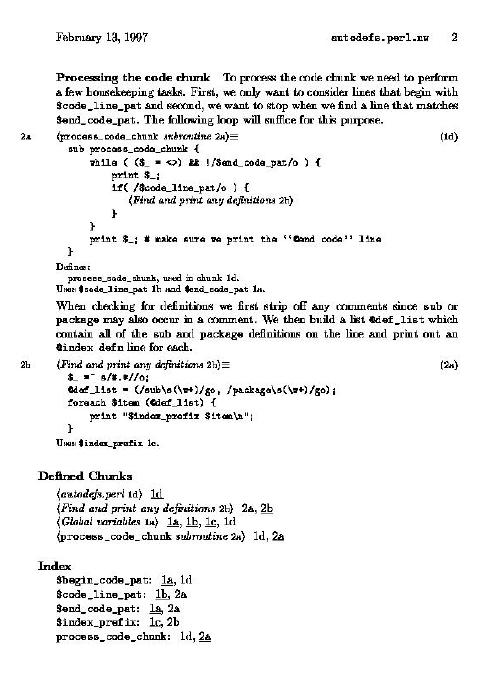 February 13, 1997 autodefs.perl.nw 2
Processing the code chunk To process the code chunk we need to perform
a few housekeeping tasks. First, we only want to consider lines that begin with
$code_line_pat and second, we want to stop when we find a line that matches
$end_code_pat. The following loop will suffice for this purpose.
2a ⟨process_code_chunk subroutine 2a⟩≡ (1d)
sub process_code_chunk {
while ( ($_ = <>) && !/$end_code_pat/o ) {
print $_;
if( /$code_line_pat/o ) {
⟨Find and print any definitions 2b⟩
}
}
print $_; # make sure we print the ‘‘@end code’’ line
}
Defines:
process_code_chunk, used in chunk 1d.
Uses $code_line_pat 1b and $end_code_pat 1a.
When checking for definitions we first strip off any comments since sub or
package may also occur in a comment. We then build a list @def_list which
contain all of the sub and package definitions on the line and print out an
@index defn line for each.
2b ⟨Find and print any definitions 2b⟩≡ (2a)
$_ =~ s/#.*//o;
@def_list = (/sub\s(\w+)/go, /package\s(\w+)/go);
foreach $item (@def_list) {
print "$index_prefix $item\n";
}
Uses $index_prefix 1c.
Defined Chunks
⟨autodefs.perl 1d⟩ 1d
⟨Find and print any definitions 2b⟩ 2a, 2b
⟨Global variables 1a⟩ 1a, 1b, 1c, 1d
⟨process_code_chunk subroutine 2a⟩ 1d, 2a
Index
$begin_code_pat: 1a, 1d
$code_line_pat: 1b, 2a
$end_code_pat: 1a, 2a
$index_prefix: 1c, 2b
process_code_chunk: 1d, 2a